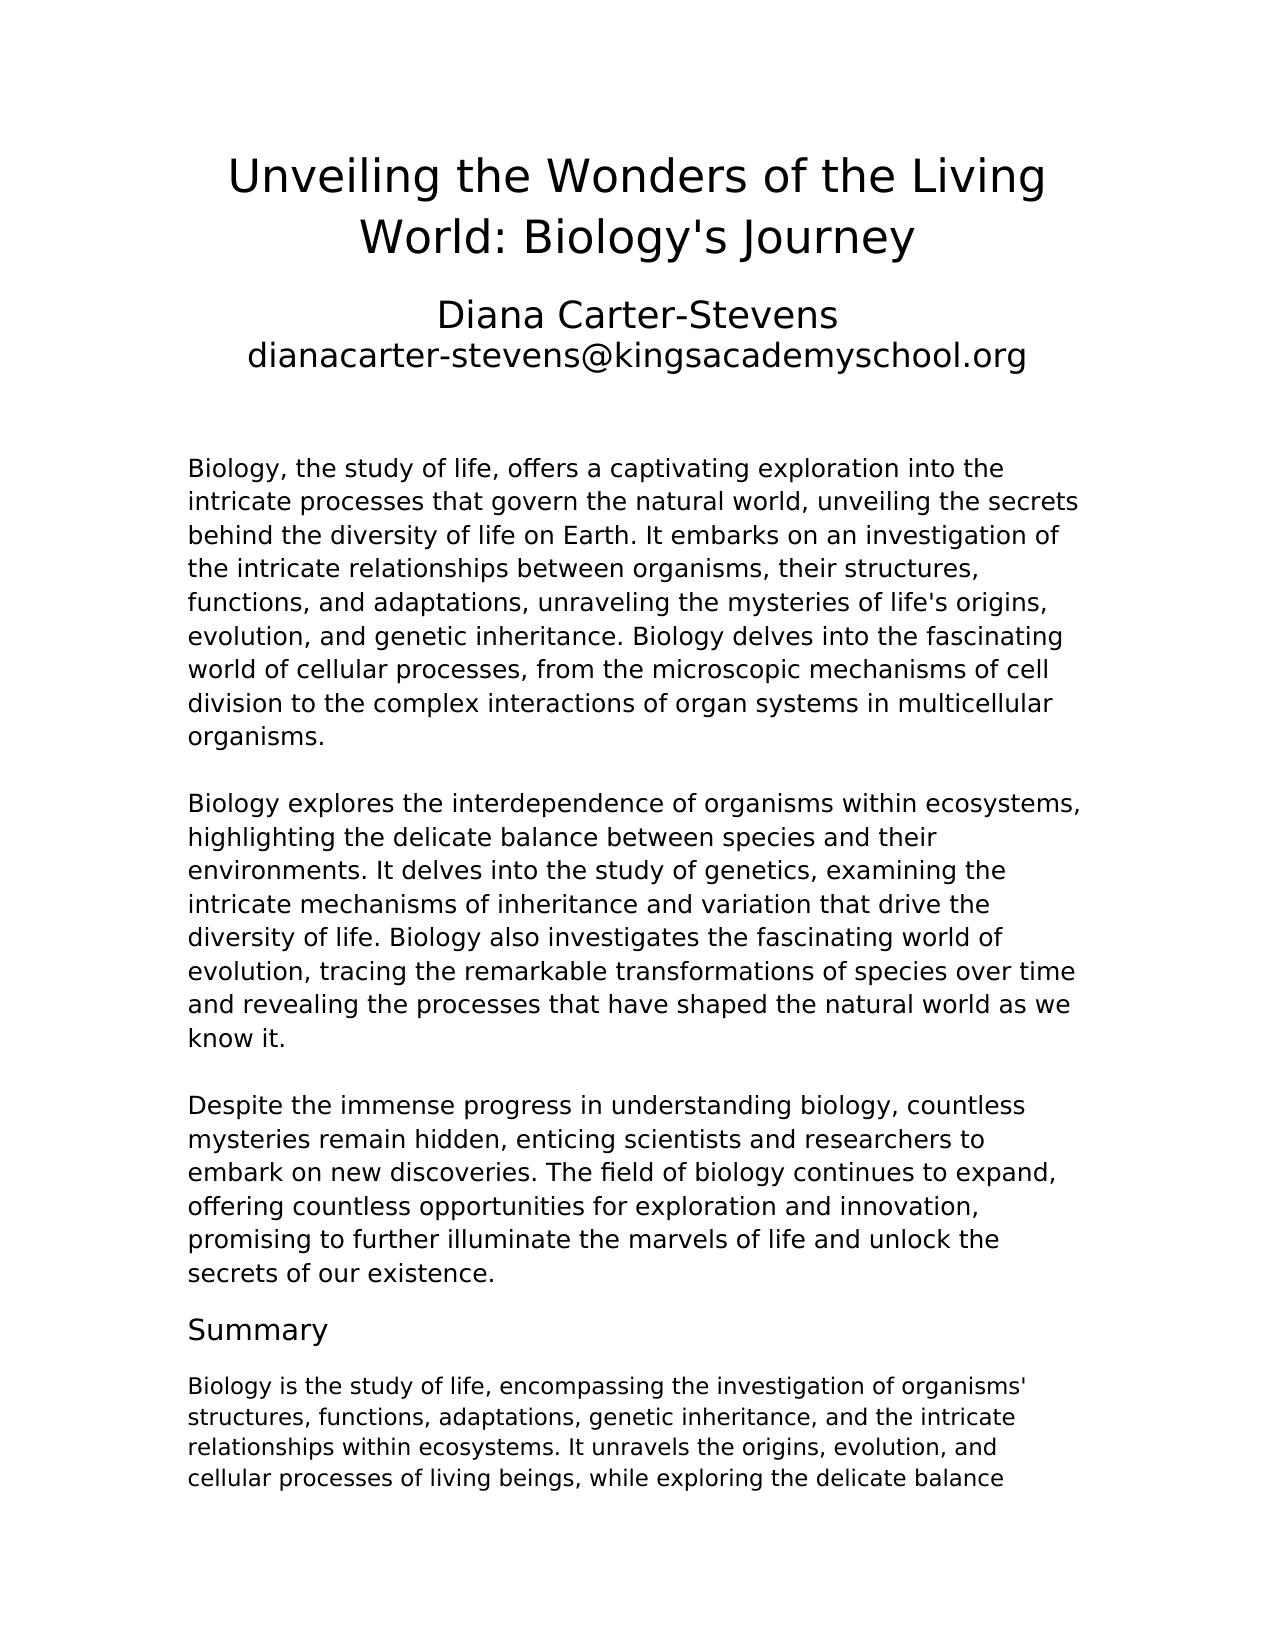 Unveiling the Wonders of the Living
World: Biology's Journey
Diana Carter-Stevens
dianacarter-stevens@kingsacademyschool.org
Biology, the study of life, offers a captivating exploration into the
intricate processes that govern the natural world, unveiling the secrets
behind the diversity of life on Earth. It embarks on an investigation of
the intricate relationships between organisms, their structures,
functions, and adaptations, unraveling the mysteries of life's origins,
evolution, and genetic inheritance. Biology delves into the fascinating
world of cellular processes, from the microscopic mechanisms of cell
division to the complex interactions of organ systems in multicellular
organisms.
Biology explores the interdependence of organisms within ecosystems,
highlighting the delicate balance between species and their
environments. It delves into the study of genetics, examining the
intricate mechanisms of inheritance and variation that drive the
diversity of life. Biology also investigates the fascinating world of
evolution, tracing the remarkable transformations of species over time
and revealing the processes that have shaped the natural world as we
know it.
Despite the immense progress in understanding biology, countless
mysteries remain hidden, enticing scientists and researchers to
embark on new discoveries. The field of biology continues to expand,
offering countless opportunities for exploration and innovation,
promising to further illuminate the marvels of life and unlock the
secrets of our existence.
Summary
Biology is the study of life, encompassing the investigation of organisms'
structures, functions, adaptations, genetic inheritance, and the intricate
relationships within ecosystems. It unravels the origins, evolution, and
cellular processes of living beings, while exploring the delicate balance